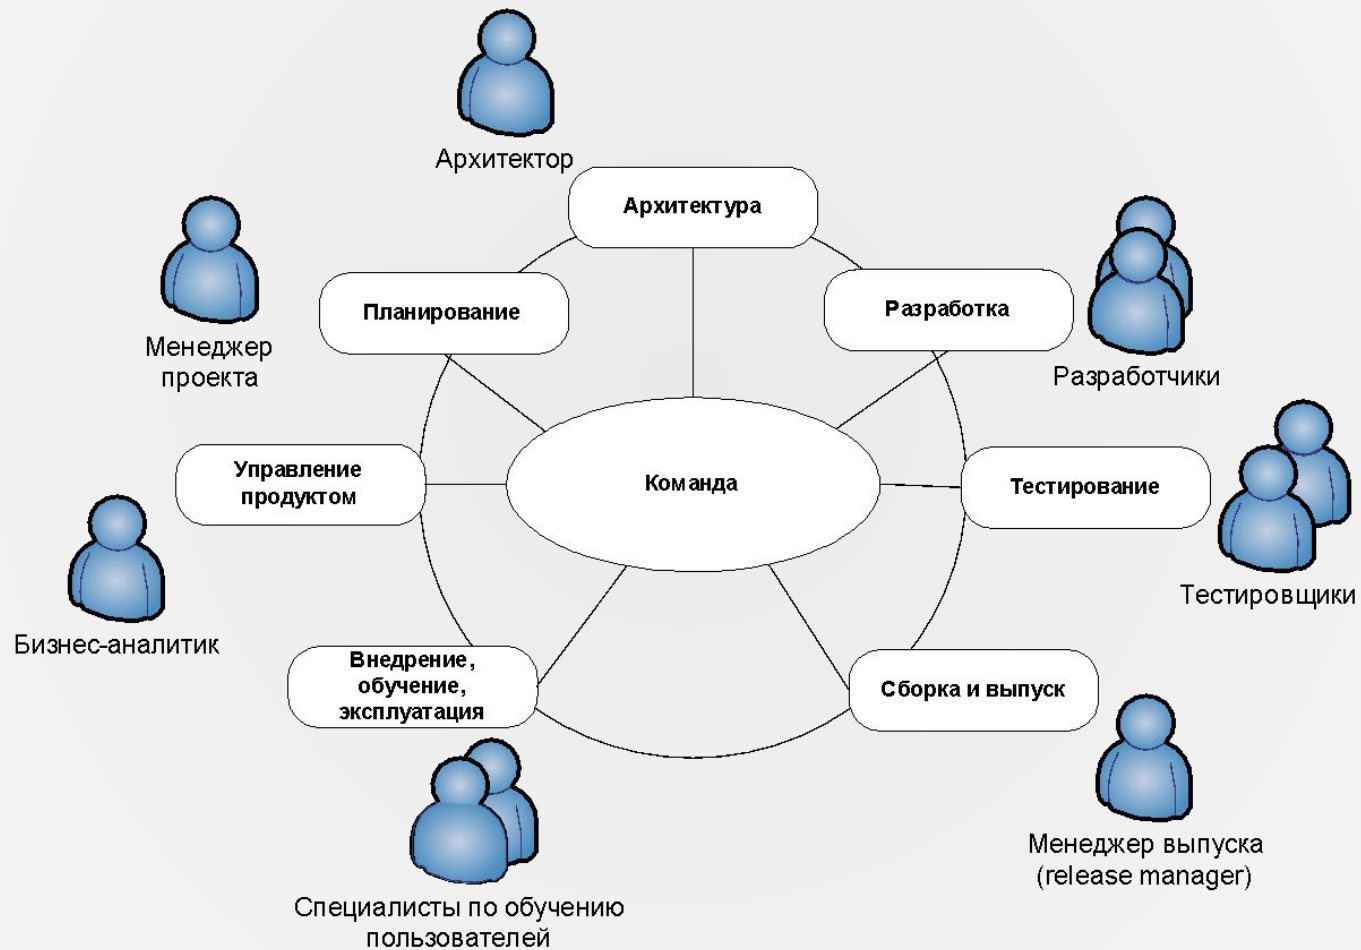 Архитектор
Архитектура
Планирование
Разработка
Менеджер
проекта
Разработчики
Управление
продуктом
Команда
Тестирование
Тестировщики
Бизнес-аналитик
Внедрение,
обучение,
эксплуатация
Сборка и выпуск
Менеджер выпуска
(release manager)
Специалисты по обучению
пользователей